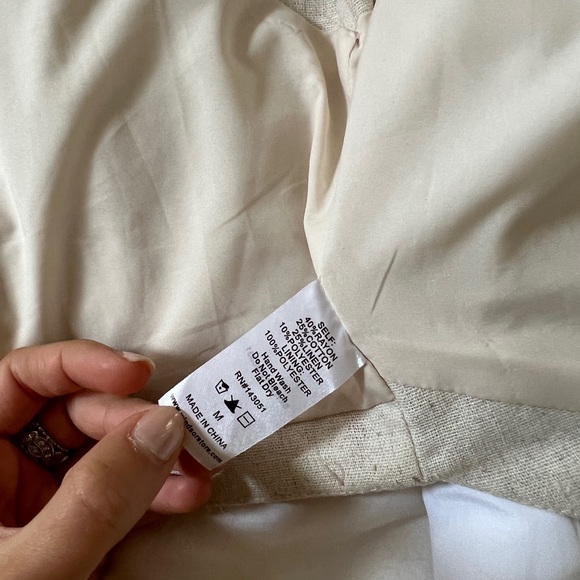 SELF:
40%RAYON
25%COTTON
25%LINEN
10%POLYESTER
LINING:
100%POLYESTER
Hand Wash
Do Not Bleach
Flat Dry
RN#143051
M
MADE IN CHINA